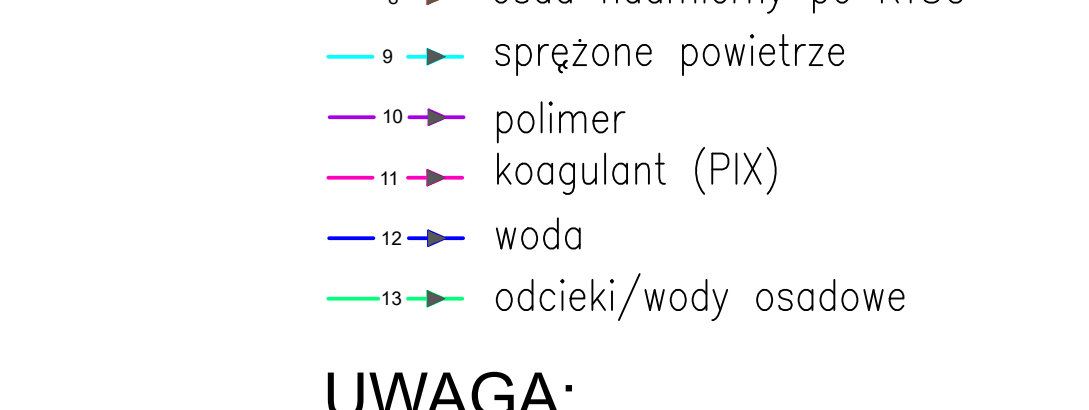 9 sprężone powietrze
10 polimer
11 koagulant (PIX)
12 woda
13 odcieki/wody osadowe
UWAGA: